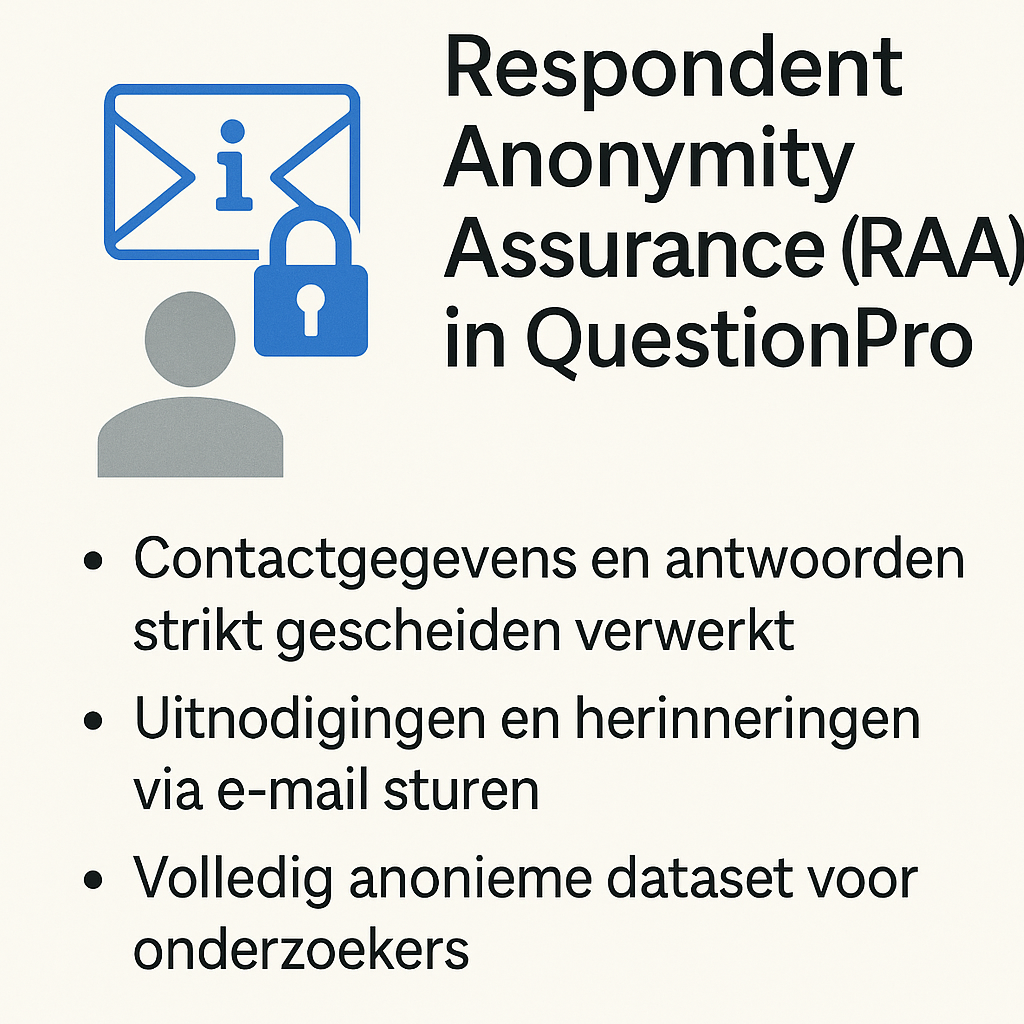 Respondent
Anonymity
Assurance (RAA)
in QuestionPro
i
• Contactgegevens en antwoorden
strikt gescheiden verwerkt
• Uitnodigingen en herinneringen
via e-mail sturen
• Volledig anonieme dataset voor
onderzoekers